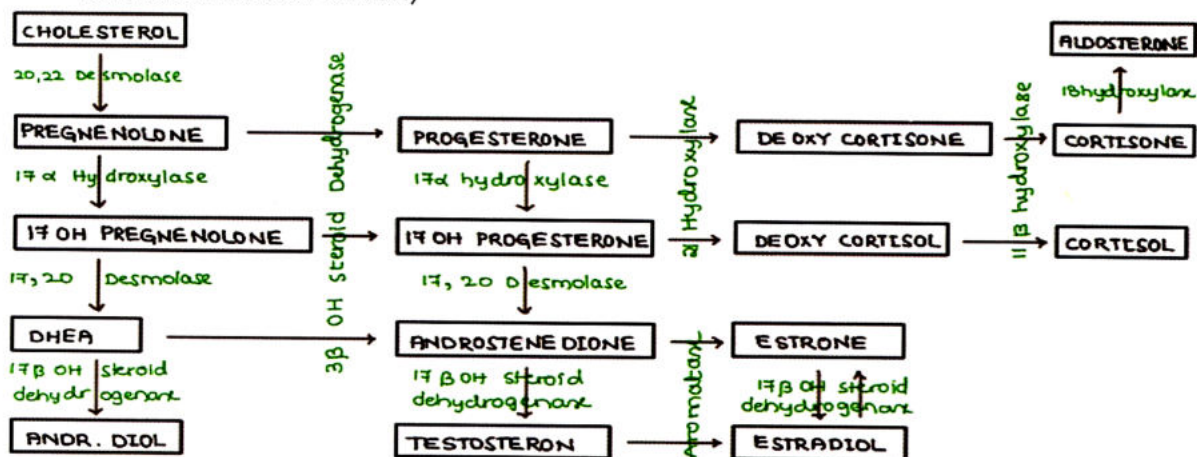 CHOLESTEROL
ALDOSTERONE
20,22 Desmolase
18hydroxylase
PREGNENOLONE
PROGESTERONE
DEOXY CORTISONE
CORTISONE
17 α Hydroxylase
17α hydroxylase
3β OH Steroid Dehydrogenase
21 Hydroxylase
11 β hydroxylase
17 OH PREGNENOLONE
17 OH PROGESTERONE
DEOXY CORTISOL
CORTISOL
17, 20 Desmolase
17, 20 Desmolase
DHEA
ANDROSTENEDIONE
ESTRONE
17 β OH steroid
dehydrogenase
17 β OH steroid
dehydrogenase
Aromatase
17 β OH steroid
dehydrogenase
ANDR. DIOL
TESTOSTERON
ESTRADIOL